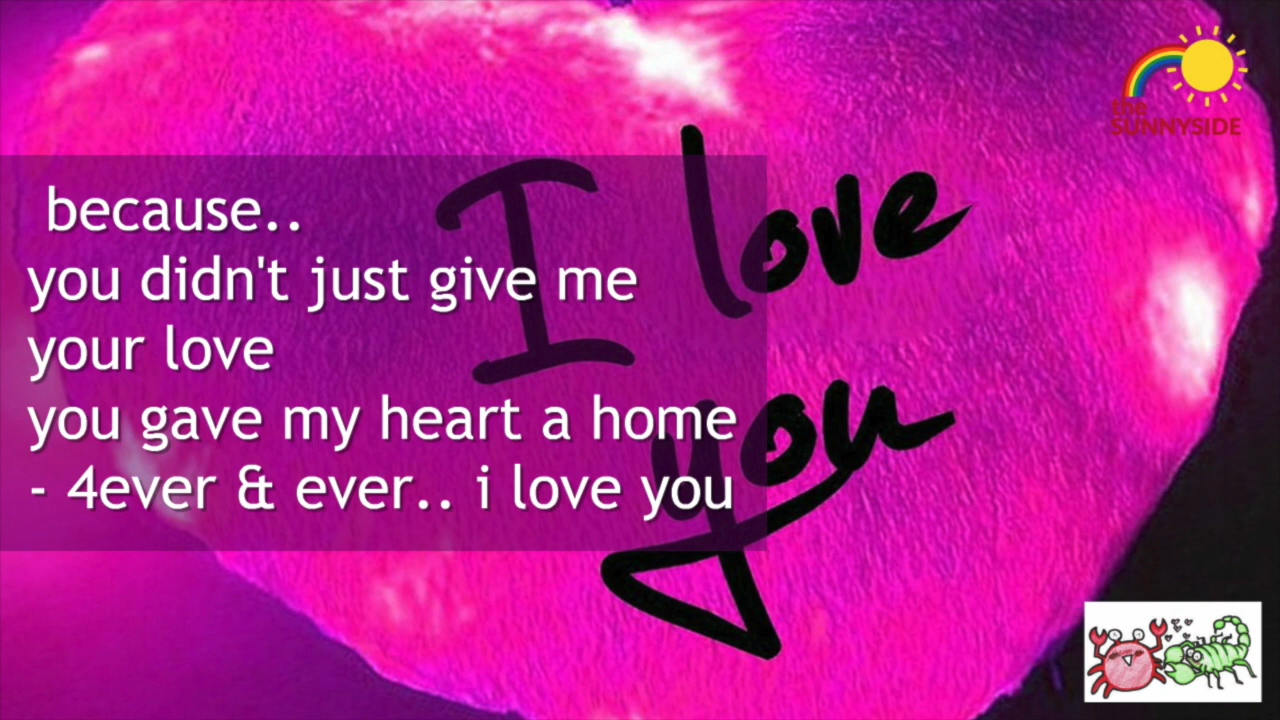 the
SUNNYSIDE
I love
you
because..
you didn't just give me
your love
you gave my heart a home
- 4ever & ever.. i love you